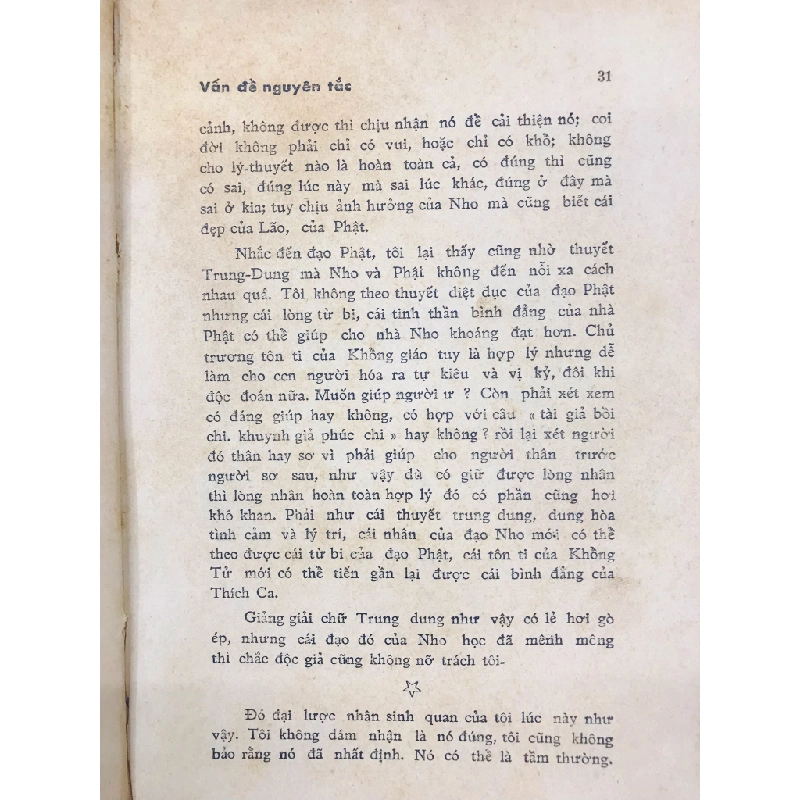 Vấn đề nguyên tắc
31
cảnh, không được thì chịu nhận nó để cải thiện nó; coi
đời không phải chỉ có vui, hoặc chỉ có khổ; không
cho lý-thuyết nào là hoàn toàn cả, có đúng thì cũng
có sai, đúng lúc này mà sai lúc khác, đúng ở đây mà
sai ở kia; tuy chịu ảnh hưởng của Nho mà cũng biết cái
đẹp của Lão, của Phật.
Nhắc đến đạo Phật, tôi lại thấy cũng nhờ thuyết
Trung-Dung mà Nho và Phật không đến nỗi xa cách
nhau quá. Tôi không theo thuyết diệt dục của đạo Phật
nhưng cái lòng từ bi, cái tinh thần bình đẳng của nhà
Phật có thể giúp cho nhà Nho khoáng đạt hơn. Chủ
trương tôn ti của Khổng giáo tuy là hợp lý nhưng dễ
làm cho con người hóa ra tự kiêu và vị kỷ, đôi khi
độc đoán nữa. Muốn giúp người ư ? Còn phải xét xem
có đáng giúp hay không, có hợp với câu « tài giả bồi
chi. khuynh giả phúc chi » hay không ? rồi lại xét người
đó thân hay sơ vì phải giúp cho người thân trước
người sơ sau, như vậy dù có giữ được lòng nhân
thì lòng nhân hoàn toàn hợp lý đó có phần cũng hơi
khô khan. Phải như cái thuyết trung dung, dung hòa
tình cảm và lý trí, cái nhân của đạo Nho mới có thể
theo được cái từ bi của đạo Phật, cái tôn ti của Khổng
Tử mới có thể tiến gần lại được cái bình đẳng của
Thích Ca.
Giảng giải chữ Trung dung như vậy có lẻ hơi gò
ép, nhưng cái đạo đó của Nho học đã mênh mông
thì chắc độc giả cũng không nỡ trách tôi-
Đó đại lược nhân sinh quan của tội lúc này như
vậy. Tôi không dám nhận là nó đúng, tôi cũng không
bảo rằng nó đã nhất định. Nó có thể là tầm thường,